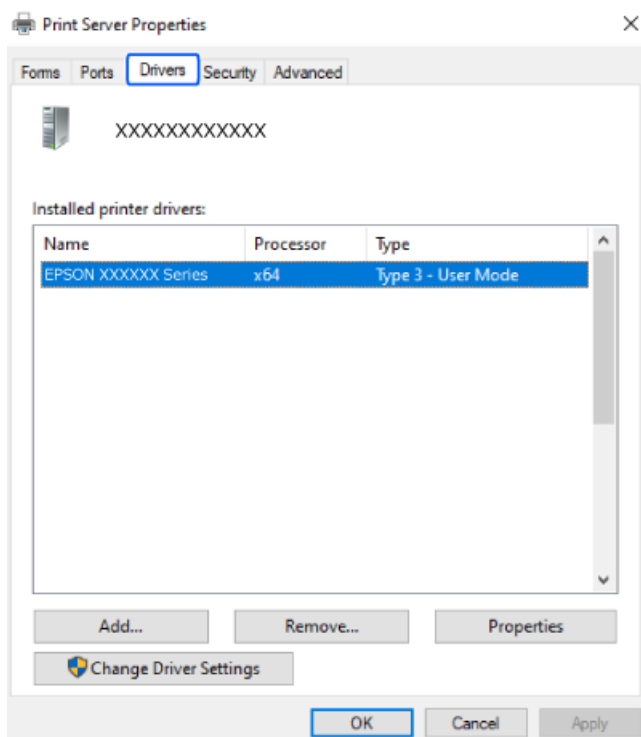 Print Server Properties
Forms Ports Drivers Security Advanced
XXXXXXXXXXXX
Installed printer drivers:
Name Processor Type
EPSON XXXXXX Series x64 Type 3 - User Mode
Add... Remove... Properties
Change Driver Settings
OK Cancel Apply